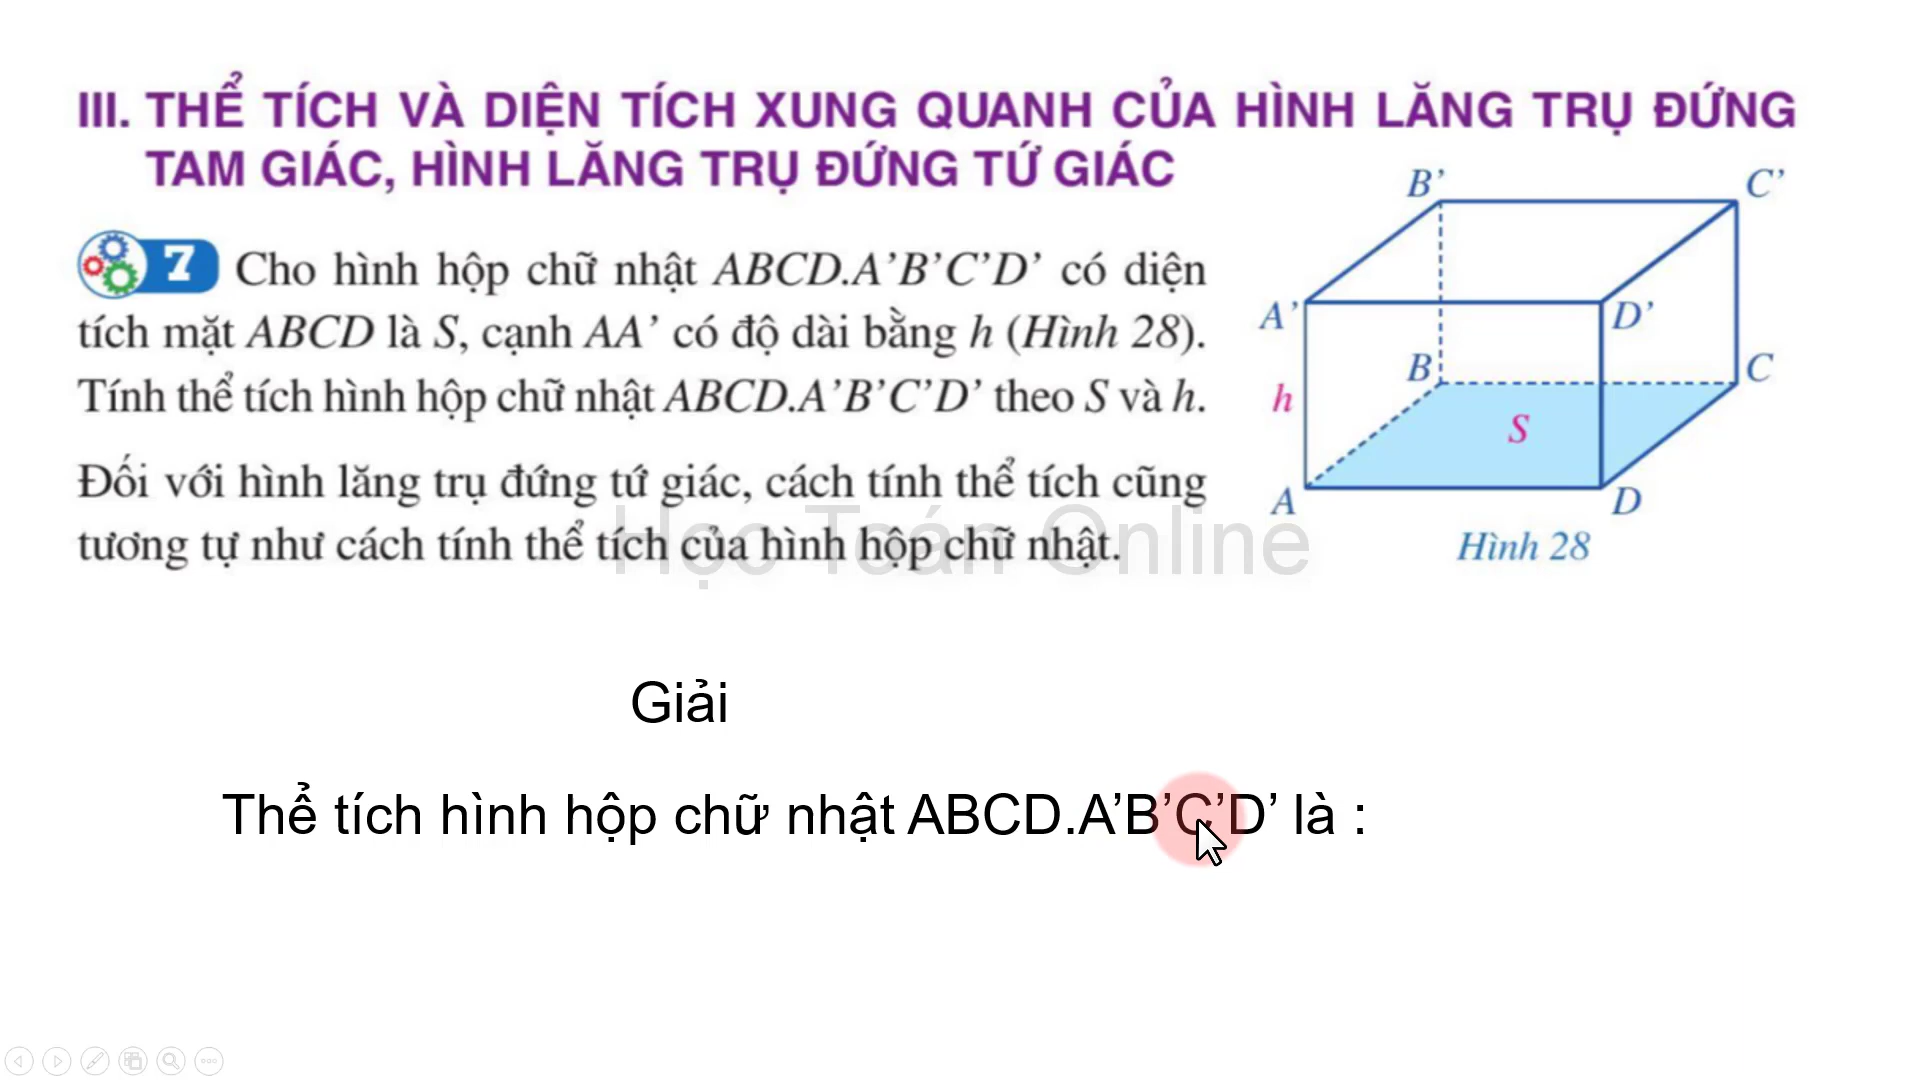 III. THỂ TÍCH VÀ DIỆN TÍCH XUNG QUANH CỦA HÌNH LĂNG TRỤ ĐỨNG
TAM GIÁC, HÌNH LĂNG TRỤ ĐỨNG TỨ GIÁC
7 Cho hình hộp chữ nhật ABCD.A’B’C’D’ có diện
tích mặt ABCD là S, cạnh AA’ có độ dài bằng h (Hình 28).
Tính thể tích hình hộp chữ nhật ABCD.A’B’C’D’ theo S và h.
Đối với hình lăng trụ đứng tứ giác, cách tính thể tích cũng
tương tự như cách tính thể tích của hình hộp chữ nhật.
Học Toán Online
B’ C’
A’ D’
B C
h S
A D
Hình 28
Giải
Thể tích hình hộp chữ nhật ABCD.A’B’C’D’ là :